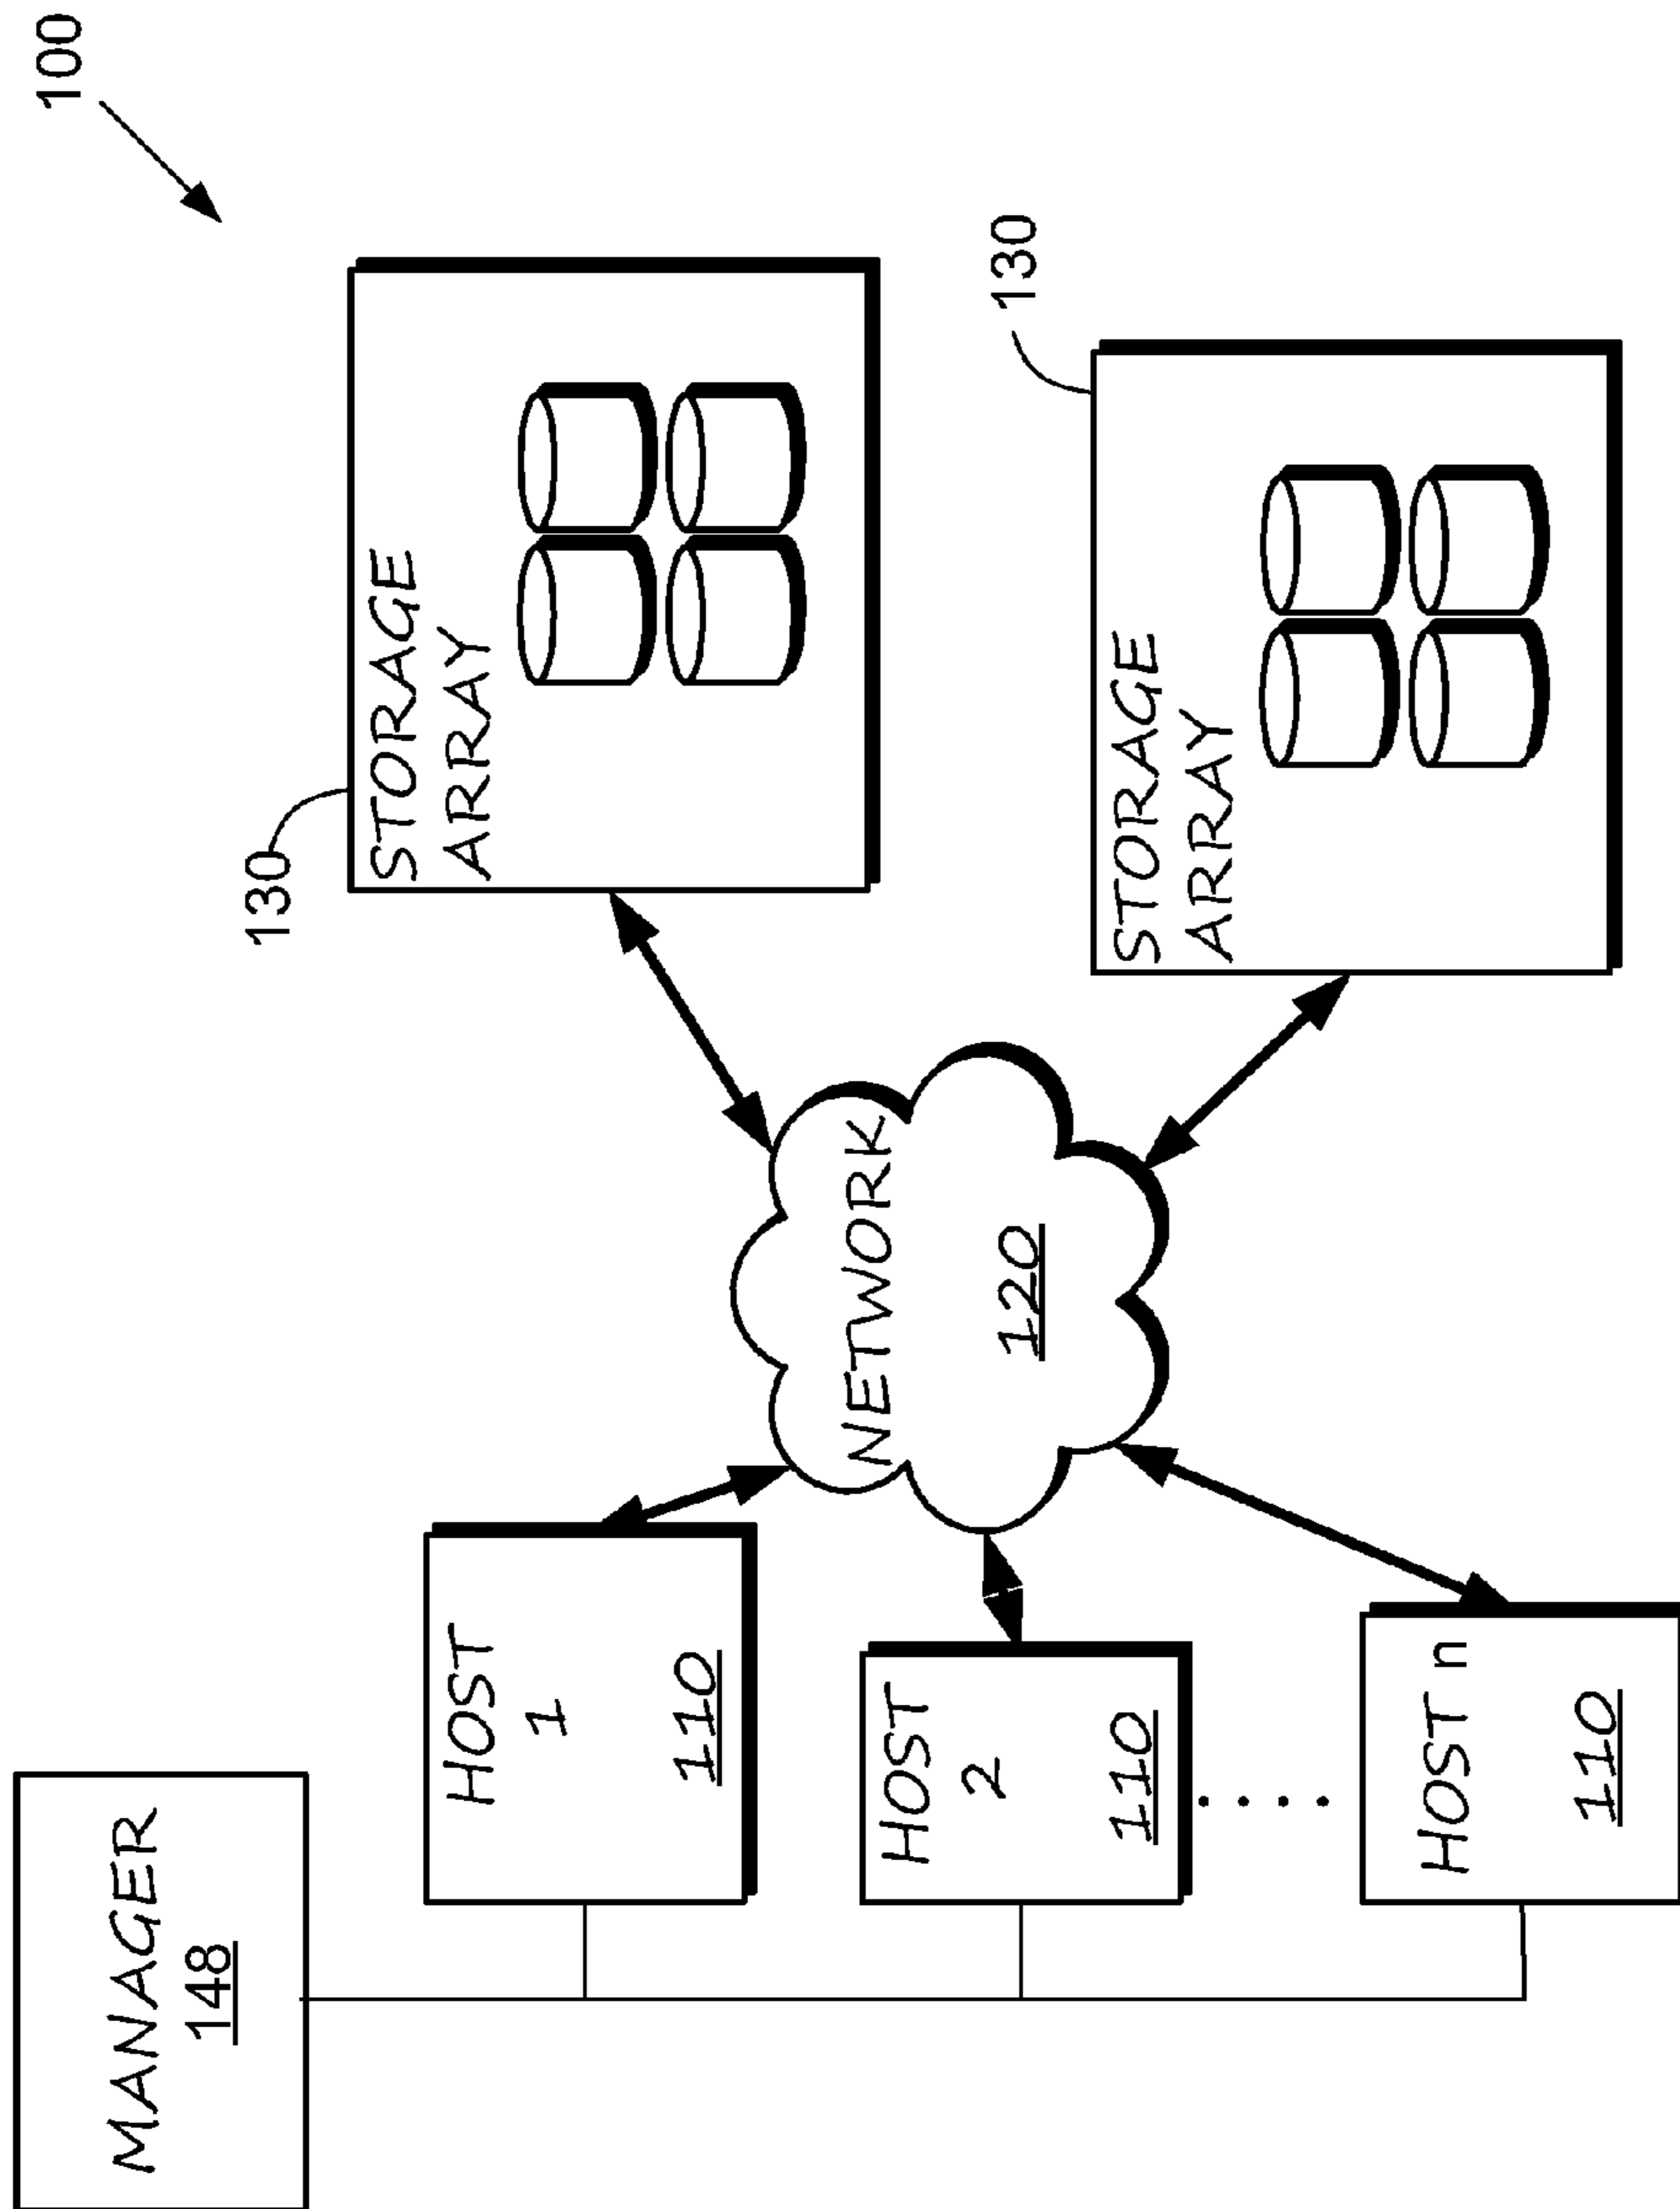 MANAGER
148
HOST
1
110
HOST
2
110
HOST n
110
NETWORK
120
130
STORAGE
ARRAY
130
STORAGE
ARRAY
100